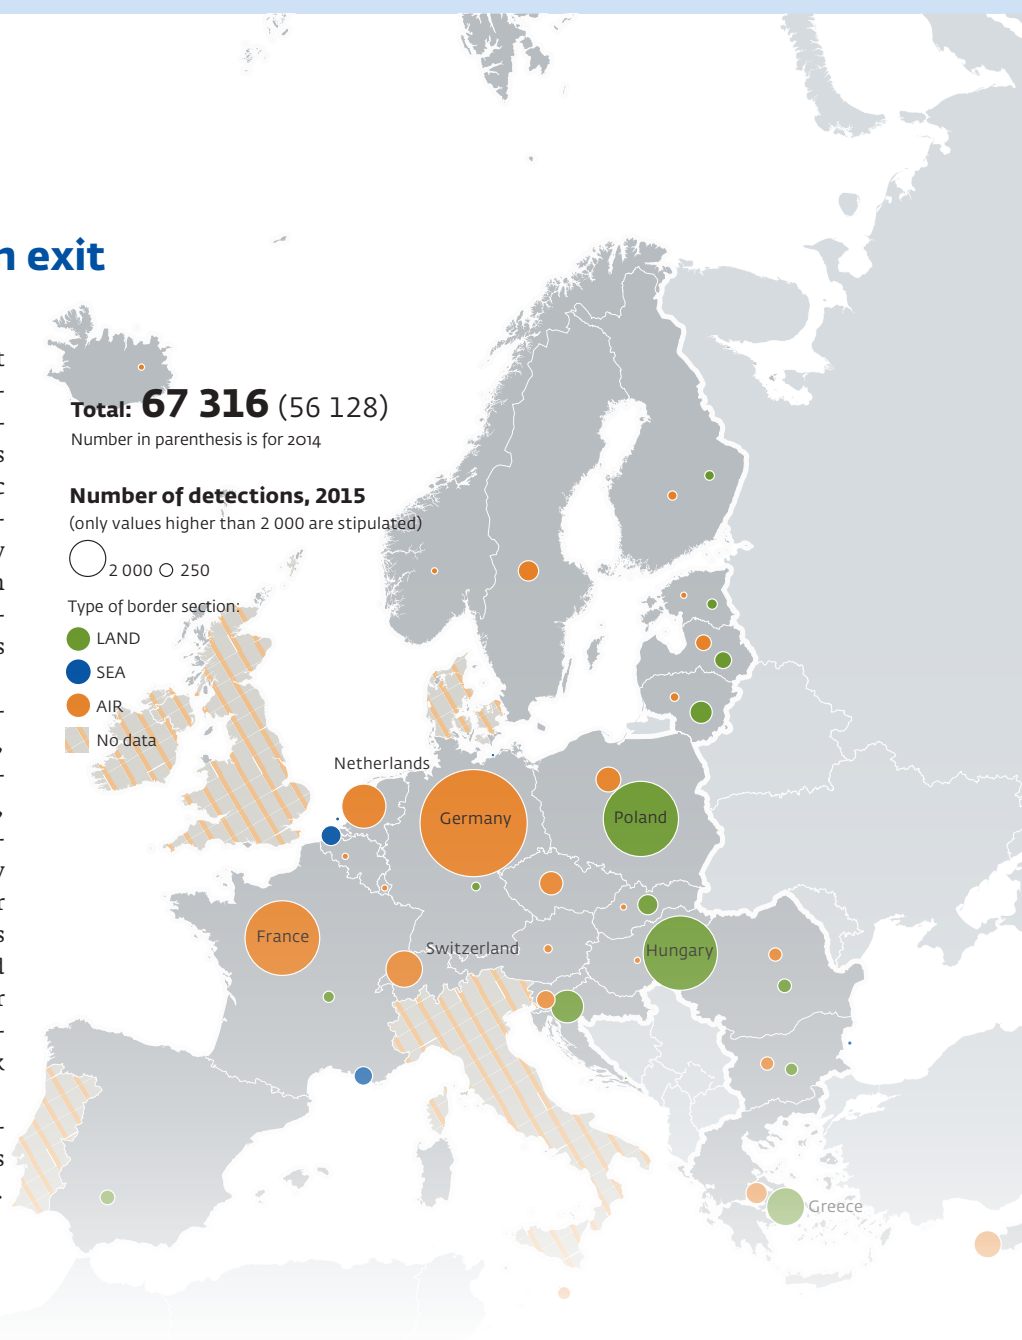 n exit
t
-
-
s
c
-
y
n
-
s
-
,
-
,
-
y
r
s
l
r
-
k
-
s
.
Total: 67 316 (56 128)
Number in parenthesis is for 2014
Number of detections, 2015
(only values higher than 2 000 are stipulated)
2 000 250
Type of border section:
LAND
SEA
AIR
No data
Netherlands
Germany
Poland
France
Switzerland
Hungary
Greece